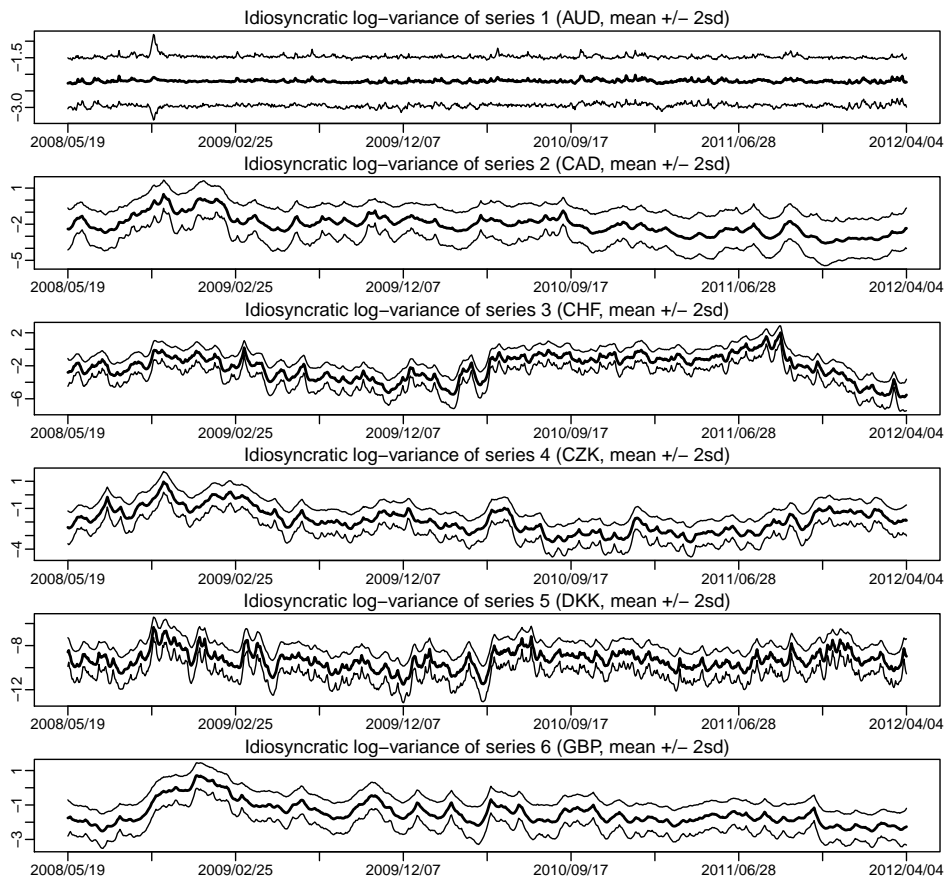 Idiosyncratic log−variance of series 1 (AUD, mean +/− 2sd)
−1.5
−3.0
2008/05/19 2009/02/25 2009/12/07 2010/09/17 2011/06/28 2012/04/04
Idiosyncratic log−variance of series 2 (CAD, mean +/− 2sd)
1
−2
−5
2008/05/19 2009/02/25 2009/12/07 2010/09/17 2011/06/28 2012/04/04
Idiosyncratic log−variance of series 3 (CHF, mean +/− 2sd)
2
−2
−6
2008/05/19 2009/02/25 2009/12/07 2010/09/17 2011/06/28 2012/04/04
Idiosyncratic log−variance of series 4 (CZK, mean +/− 2sd)
1
−1
−4
2008/05/19 2009/02/25 2009/12/07 2010/09/17 2011/06/28 2012/04/04
Idiosyncratic log−variance of series 5 (DKK, mean +/− 2sd)
−8
−12
2008/05/19 2009/02/25 2009/12/07 2010/09/17 2011/06/28 2012/04/04
Idiosyncratic log−variance of series 6 (GBP, mean +/− 2sd)
1
−1
−3
2008/05/19 2009/02/25 2009/12/07 2010/09/17 2011/06/28 2012/04/04